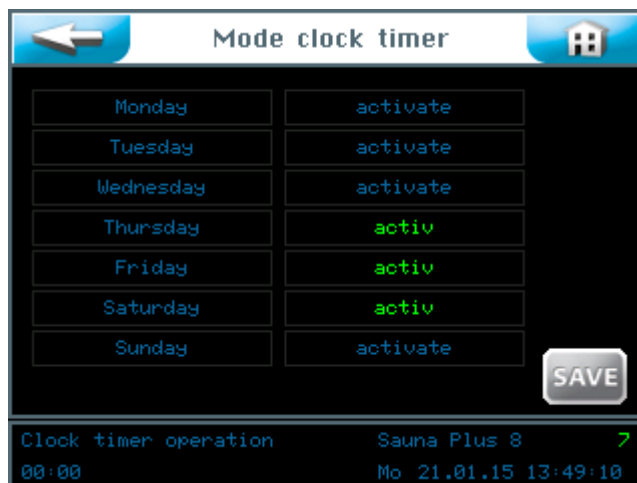 Mode clock timer
Monday activate
Tuesday activate
Wednesday activate
Thursday activ
Friday activ
Saturday activ
Sunday activate
SAVE
Clock timer operation Sauna Plus 8 7
00:00 Mo 21.01.15 13:49:10